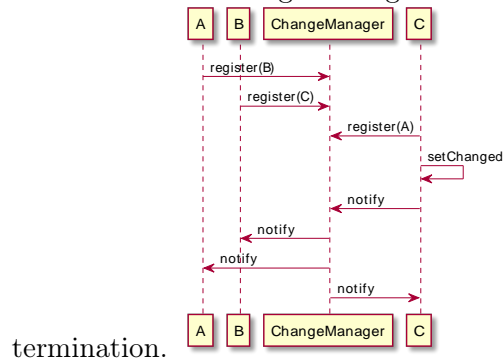 A B ChangeManager C
register(B)
register(C)
register(A)
setChanged
notify
notify
notify
notify
A B ChangeManager C
termination.